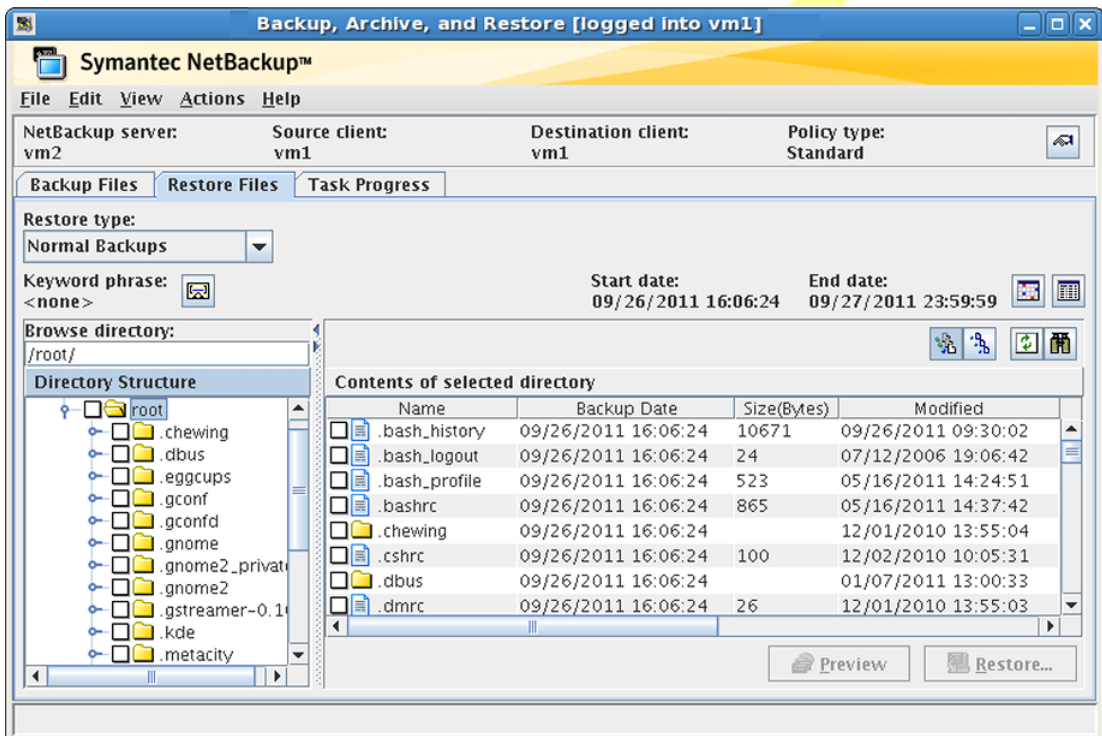 Backup, Archive, and Restore [logged into vm1]
Symantec NetBackup™
File Edit View Actions Help
NetBackup server: Source client: Destination client: Policy type:
vm2 vm1 vm1 Standard
Backup Files Restore Files Task Progress
Restore type:
Normal Backups
Keyword phrase: Start date: End date:
<none> 09/26/2011 16:06:24 09/27/2011 23:59:59
Browse directory:
/root/
Directory Structure
root
.chewing
.dbus
.eggcups
.gconf
.gconfd
.gnome
.gnome2_privat
.gnome2
.gstreamer-0.1
.kde
.metacity
Contents of selected directory
Name Backup Date Size(Bytes) Modified
.bash_history 09/26/2011 16:06:24 10671 09/26/2011 09:30:02
.bash_logout 09/26/2011 16:06:24 24 07/12/2006 19:06:42
.bash_profile 09/26/2011 16:06:24 523 05/16/2011 14:24:51
.bashrc 09/26/2011 16:06:24 865 05/16/2011 14:37:42
.chewing 09/26/2011 16:06:24 12/01/2010 13:55:04
.cshrc 09/26/2011 16:06:24 100 12/02/2010 10:05:31
.dbus 09/26/2011 16:06:24 01/07/2011 13:00:33
.dmrc 09/26/2011 16:06:24 26 12/01/2010 13:55:03
Preview Restore...